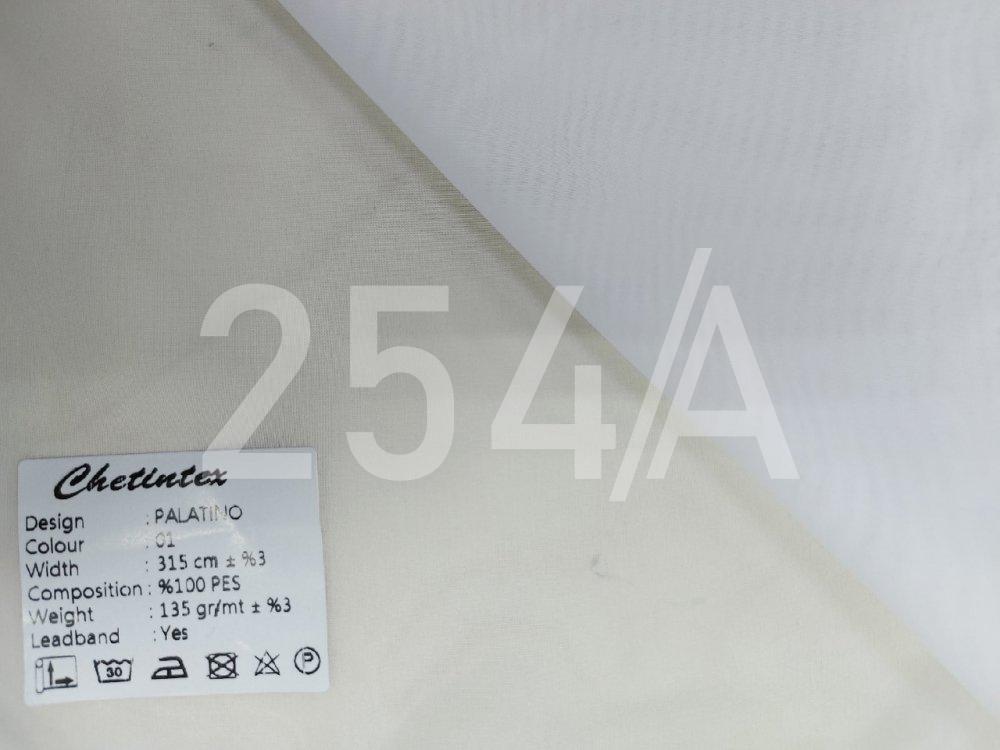 254/A
Chetintex
Design : PALATINO
Colour : 01
Width : 315 cm ± %3
Composition : %100 PES
Weight : 135 gr/mt ± %3
Leadband : Yes
30
P